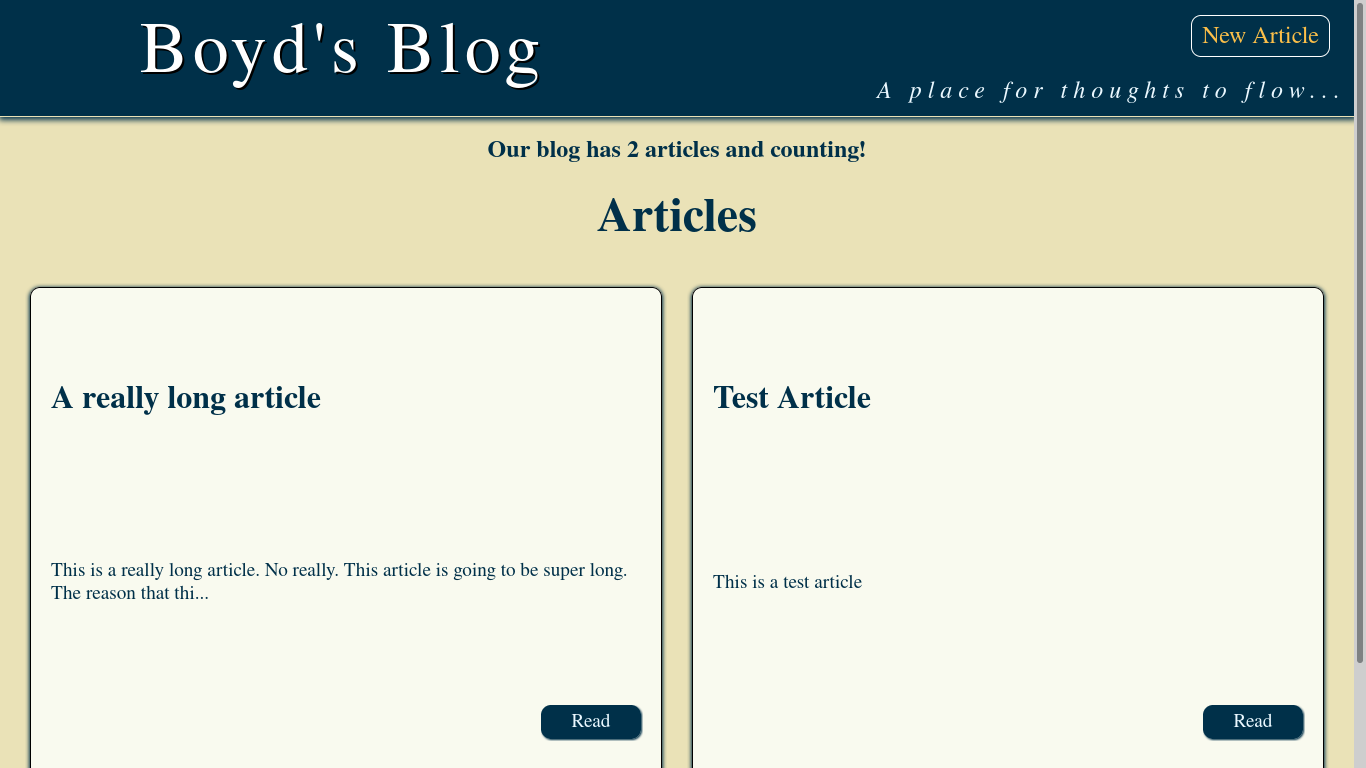 Boyd's Blog
New Article
A place for thoughts to flow...
Our blog has 2 articles and counting!
Articles
A really long article
This is a really long article. No really. This article is going to be super long.
The reason that thi...
Read
Test Article
This is a test article
Read